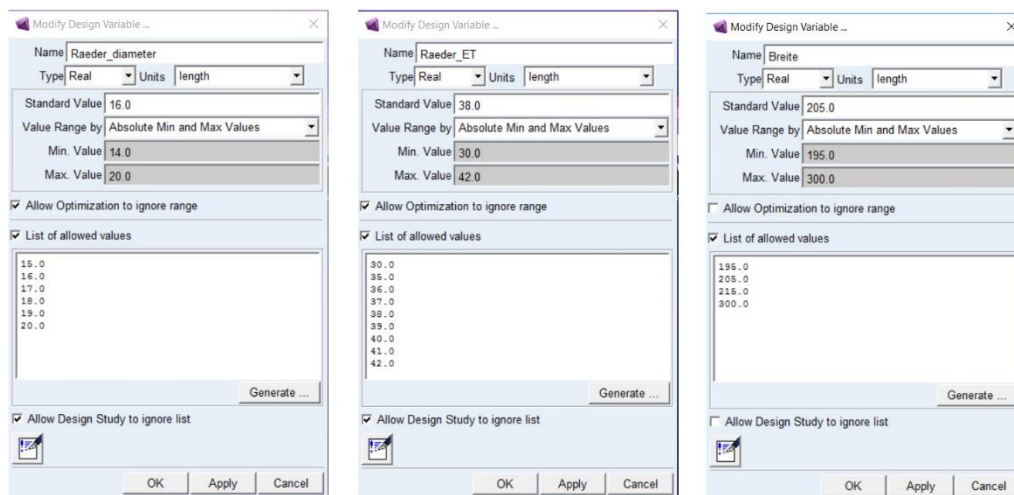 Modify Design Variable ...
Name Raeder_diameter
Type Real Units length
Standard Value 16.0
Value Range by Absolute Min and Max Values
Min. Value 14.0
Max. Value 20.0
Allow Optimization to ignore range
List of allowed values
15.0
16.0
17.0
18.0
19.0
20.0
Generate ...
Allow Design Study to ignore list
OK Apply Cancel
Modify Design Variable ...
Name Raeder_ET
Type Real Units length
Standard Value 38.0
Value Range by Absolute Min and Max Values
Min. Value 30.0
Max. Value 42.0
Allow Optimization to ignore range
List of allowed values
30.0
35.0
36.0
37.0
38.0
39.0
40.0
41.0
42.0
Generate ...
Allow Design Study to ignore list
OK Apply Cancel
Modify Design Variable ...
Name Breite
Type Real Units length
Standard Value 205.0
Value Range by Absolute Min and Max Values
Min. Value 195.0
Max. Value 300.0
Allow Optimization to ignore range
List of allowed values
195.0
205.0
215.0
300.0
Generate ...
Allow Design Study to ignore list
OK Apply Cancel